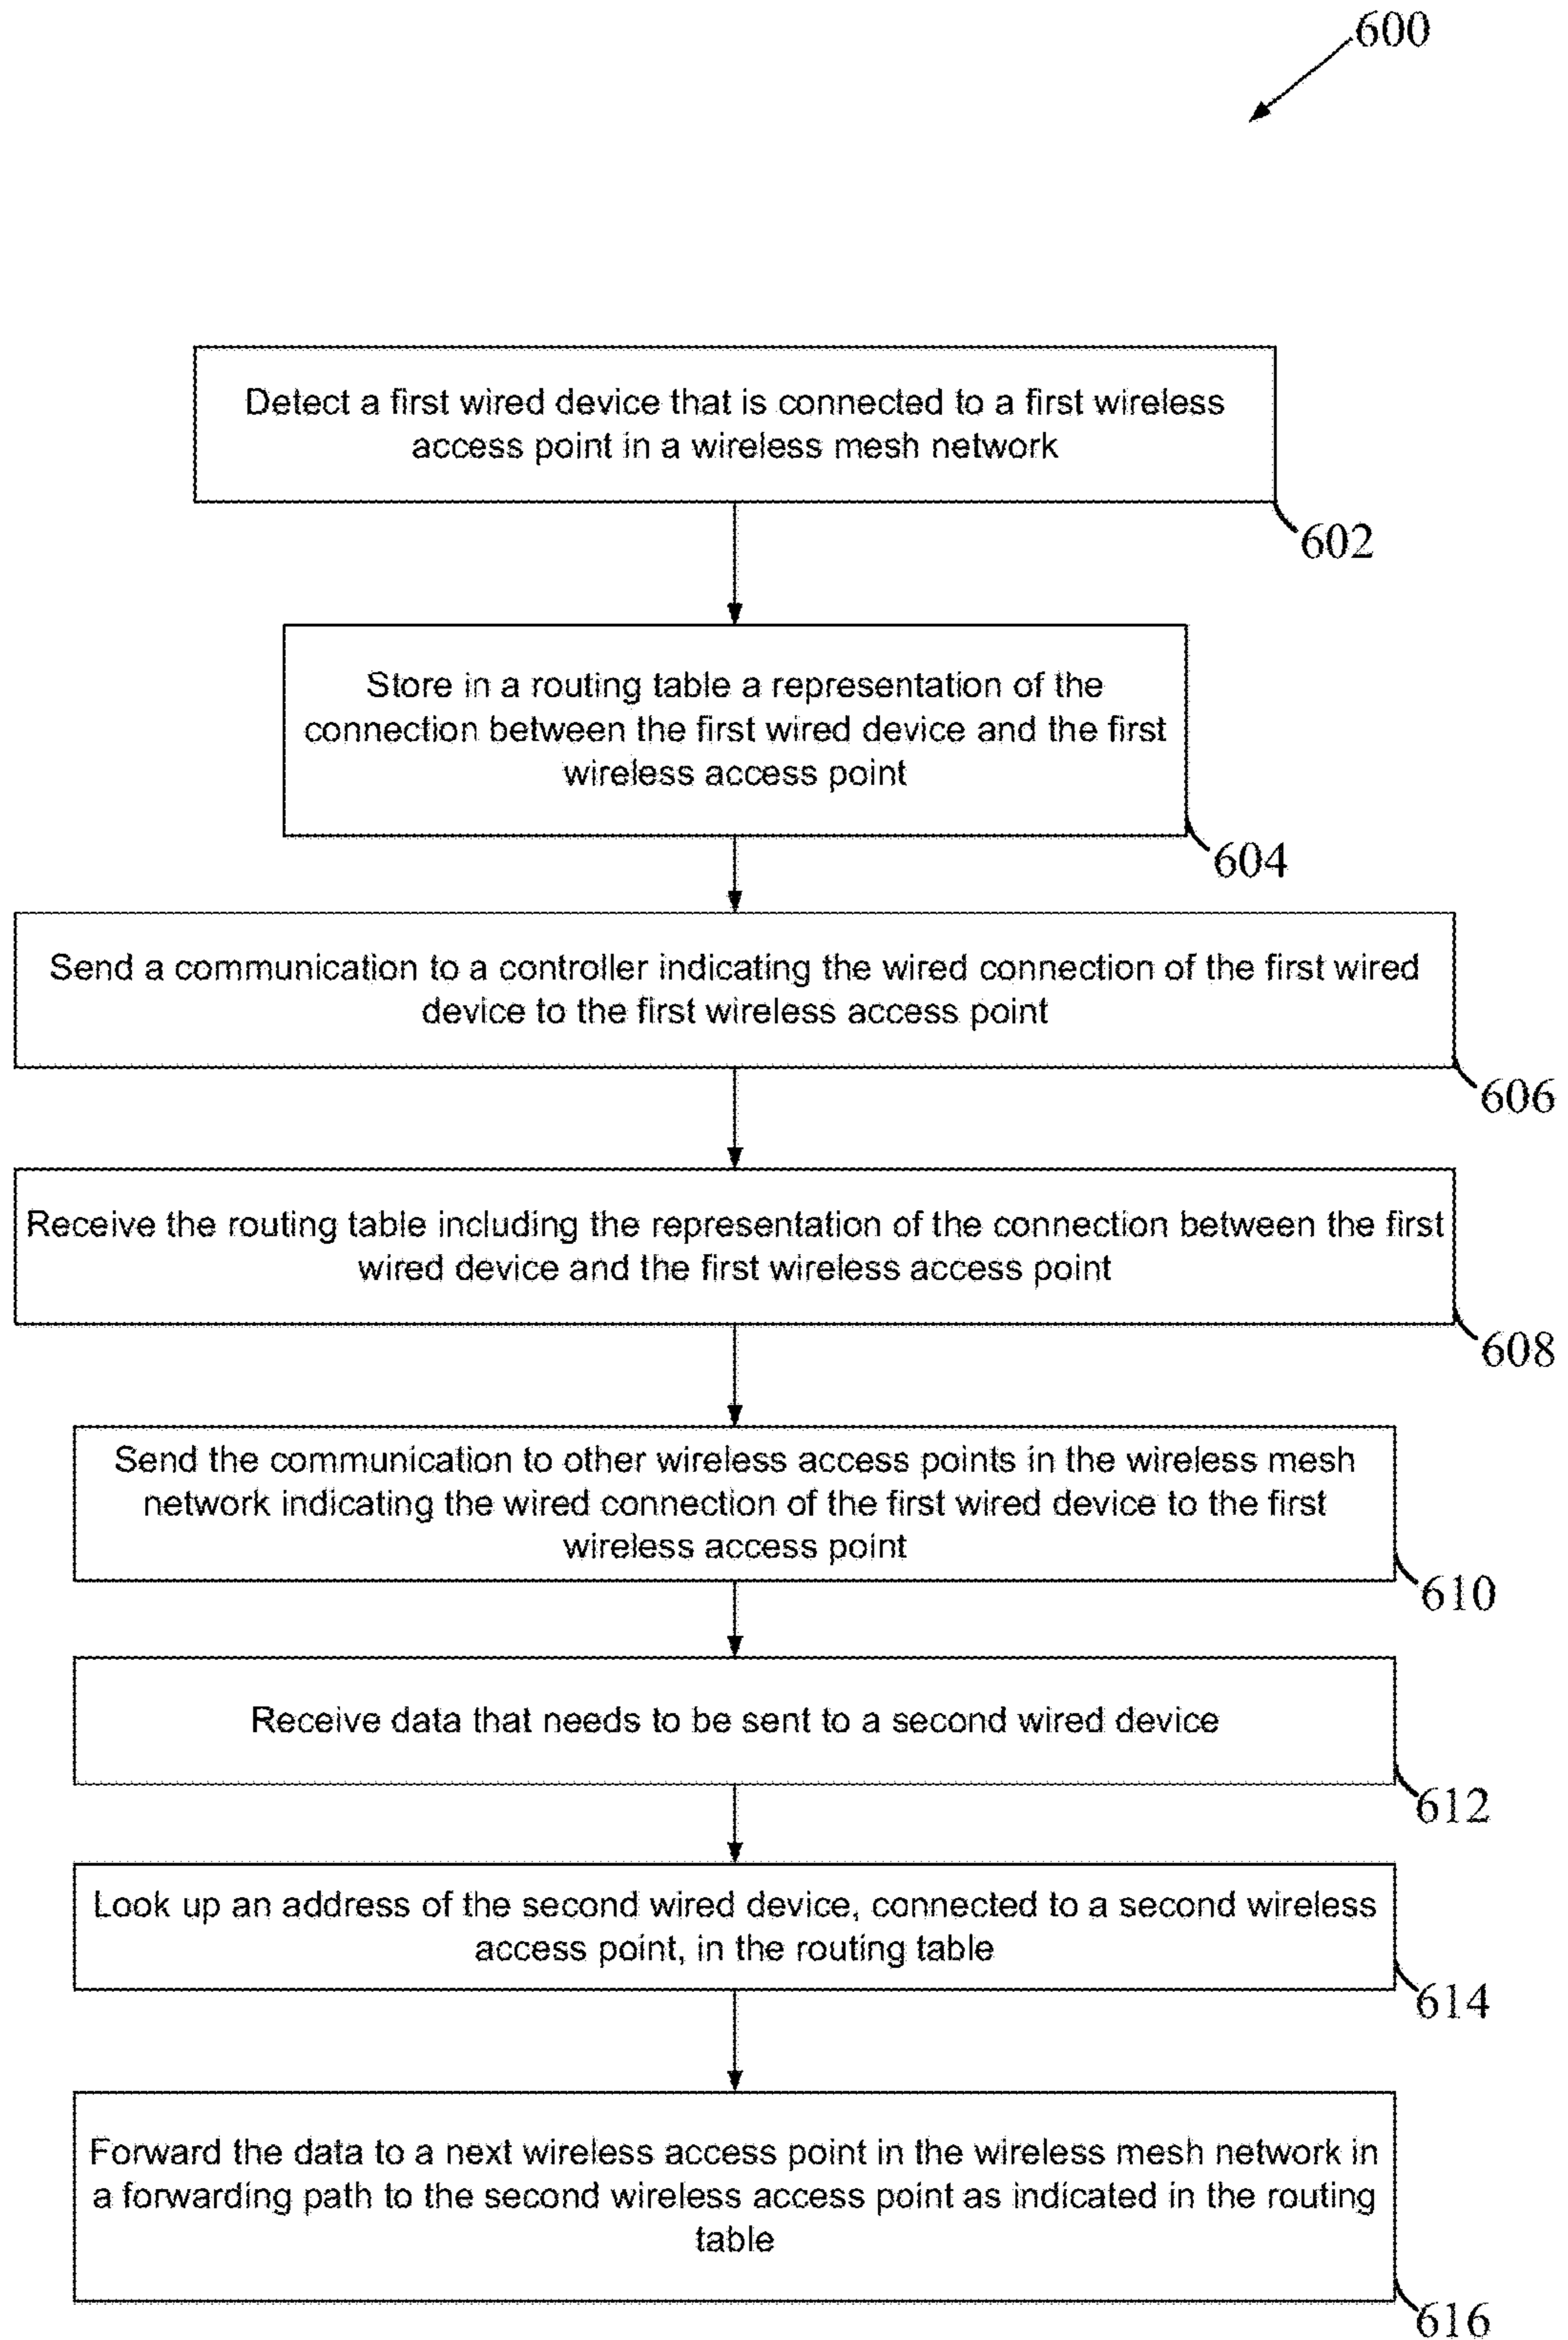 600
Detect a first wired device that is connected to a first wireless
access point in a wireless mesh network
602
Store in a routing table a representation of the
connection between the first wired device and the first
wireless access point
604
Send a communication to a controller indicating the wired connection of the first wired
device to the first wireless access point
606
Receive the routing table including the representation of the connection between the first
wired device and the first wireless access point
608
Send the communication to other wireless access points in the wireless mesh
network indicating the wired connection of the first wired device to the first
wireless access point
610
Receive data that needs to be sent to a second wired device
612
Look up an address of the second wired device, connected to a second wireless
access point, in the routing table
614
Forward the data to a next wireless access point in the wireless mesh network in
a forwarding path to the second wireless access point as indicated in the routing
table
616